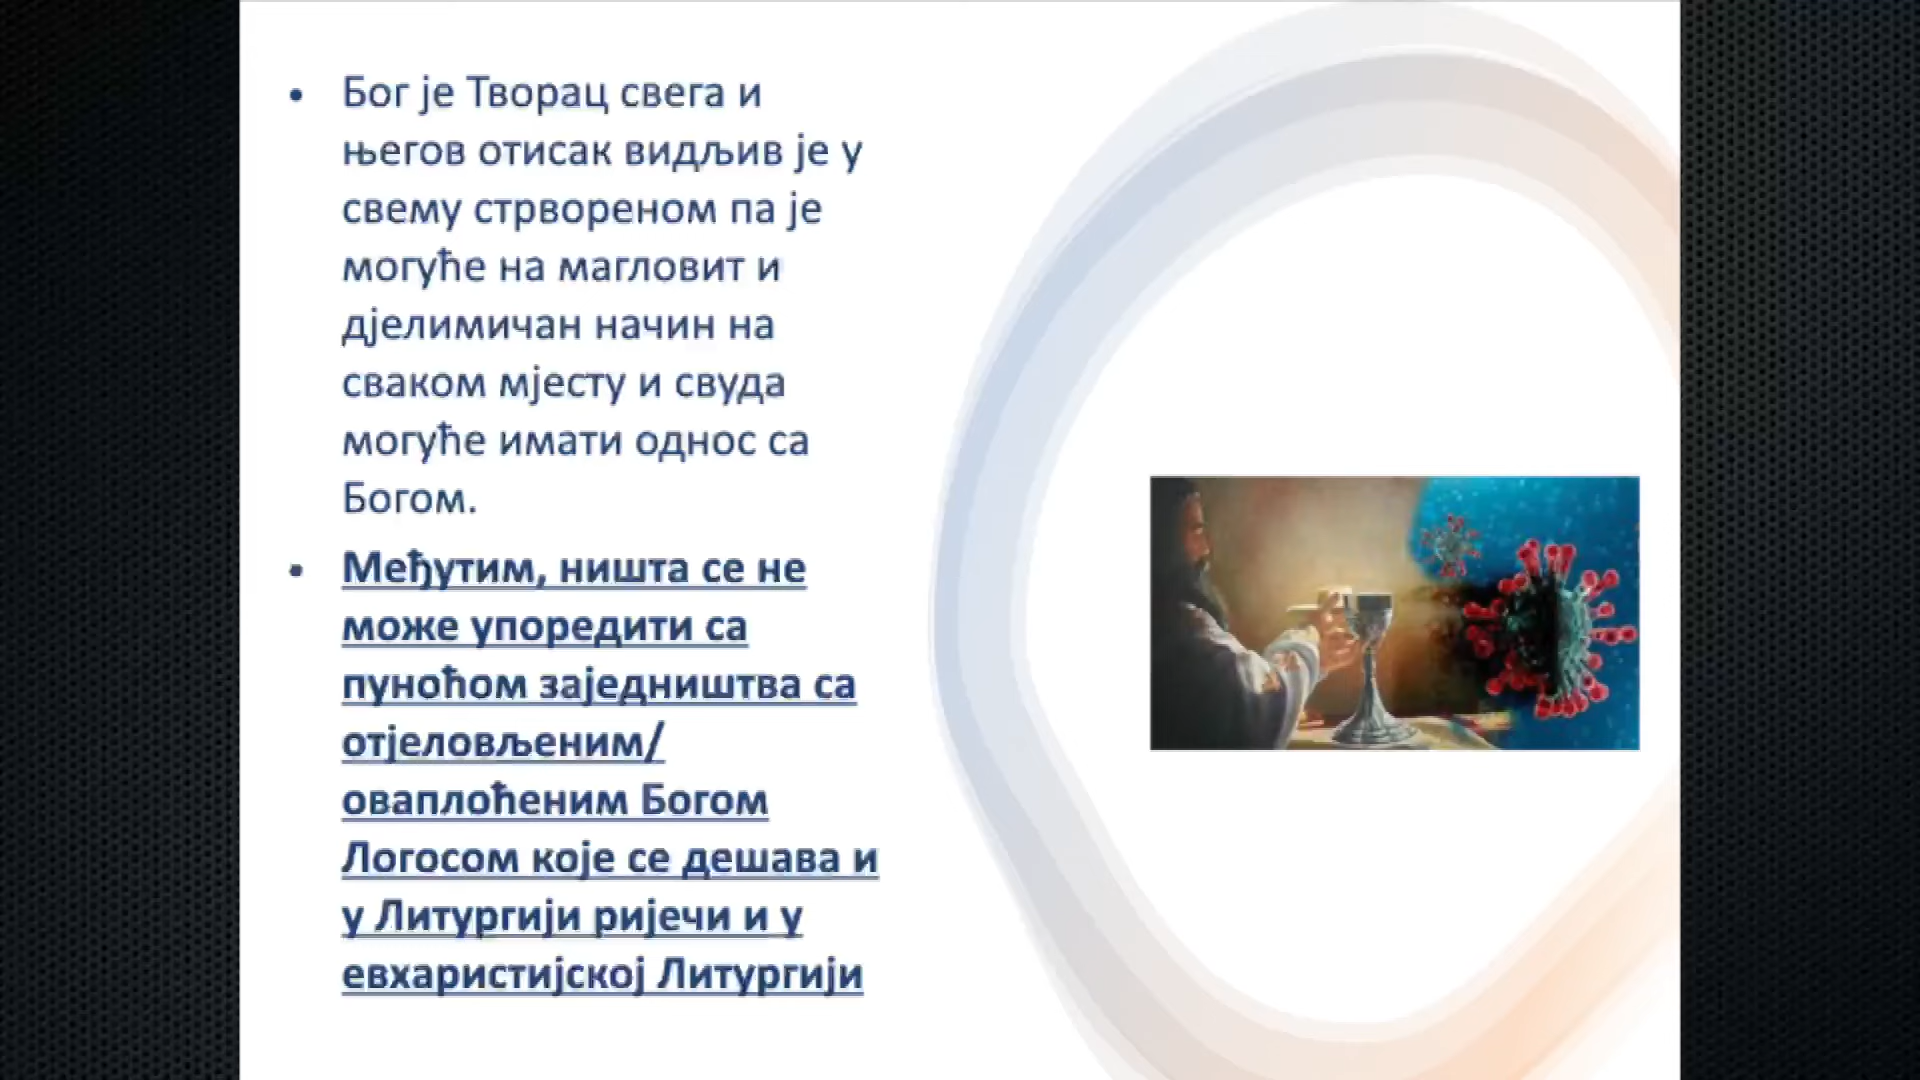 • Бог је Творац свега и
његов отисак видљив је у
свему стрвореном па је
могуће на магловит и
дјелимичан начин на
сваком мјесту и свуда
могуће имати однос са
Богом.
• Међутим, ништа се не
може упоредити са
пуноћом заједништва са
отјеловљеним/
оваплоћеним Богом
Логосом које се дешава и
у Литургији ријечи и у
евхаристијској Литургији